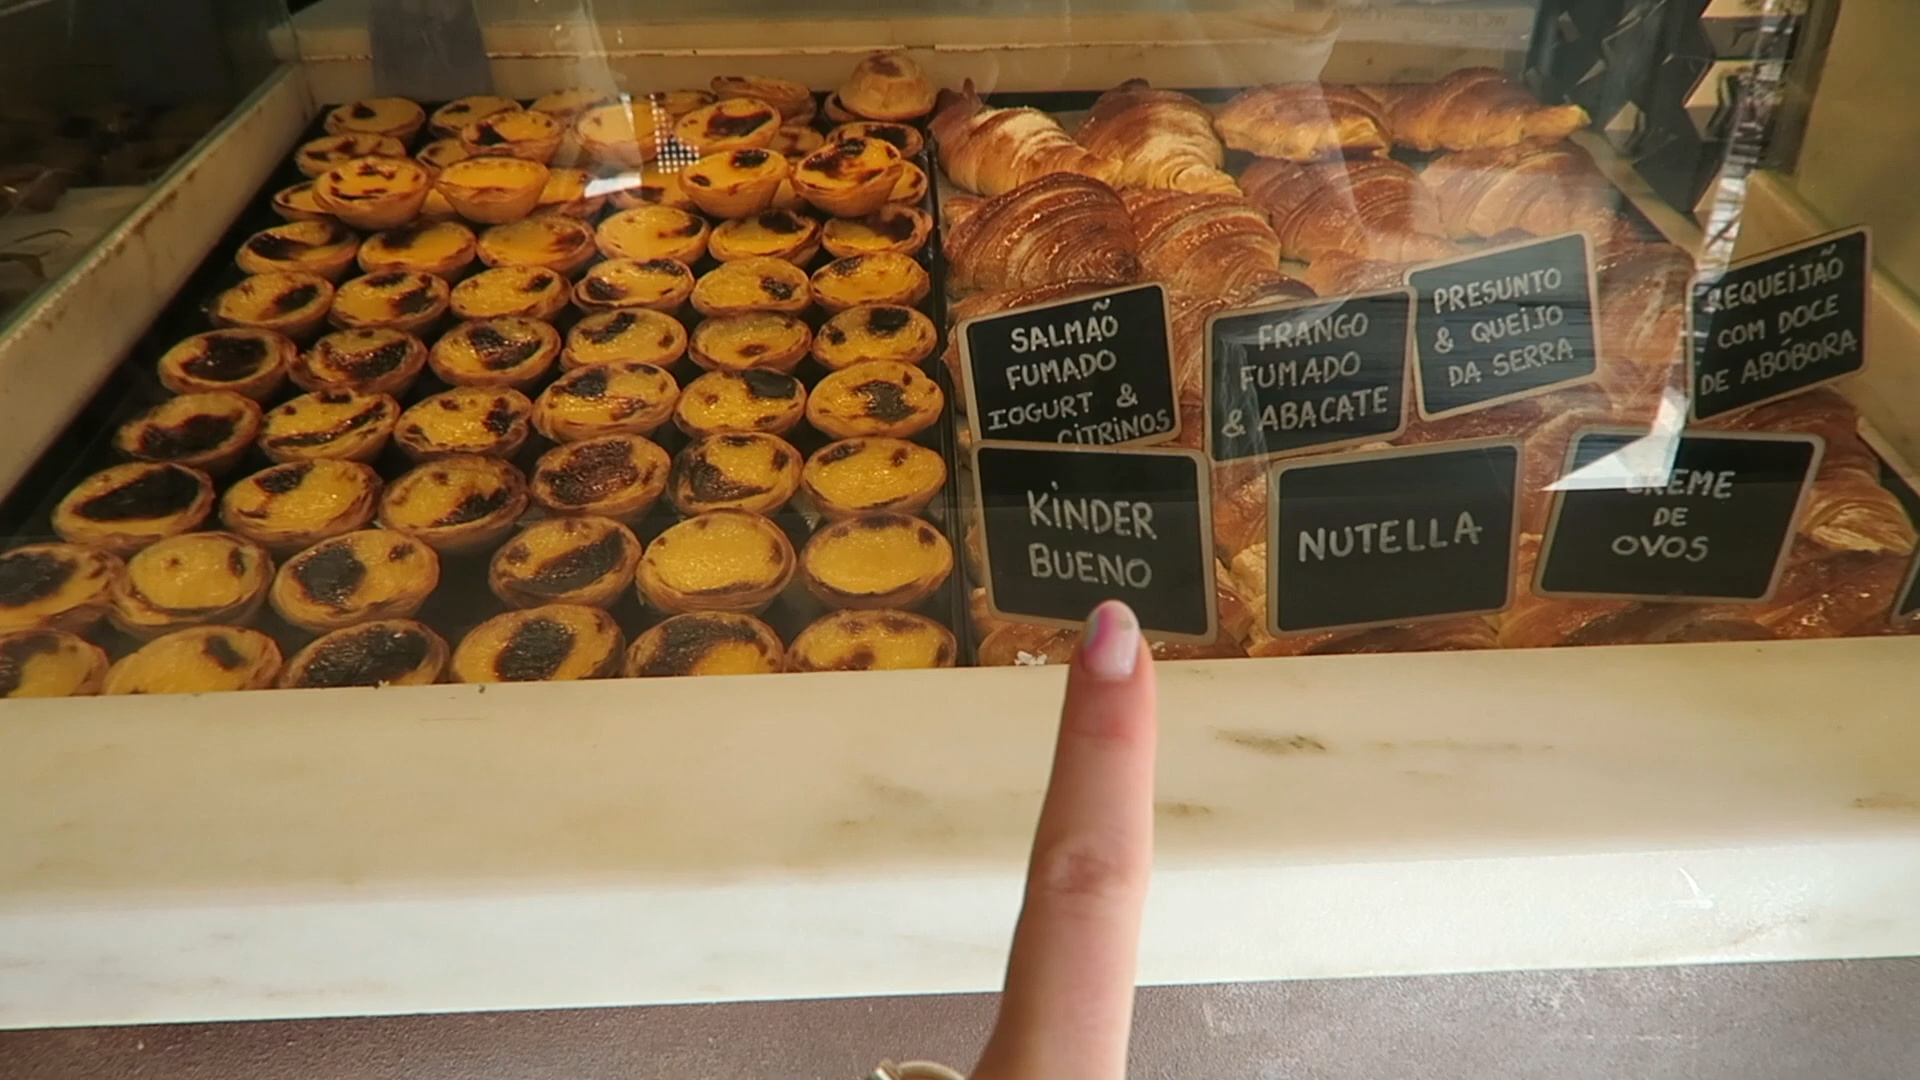 SALMÃO
FUMADO
IOGURT &
CITRINOS
FRANGO
FUMADO
& ABACATE
PRESUNTO
& QUEIJO
DA SERRA
REQUEIJÃO
COM DOCE
DE ABÓBORA
KINDER
BUENO
NUTELLA
CREME
DE
OVOS